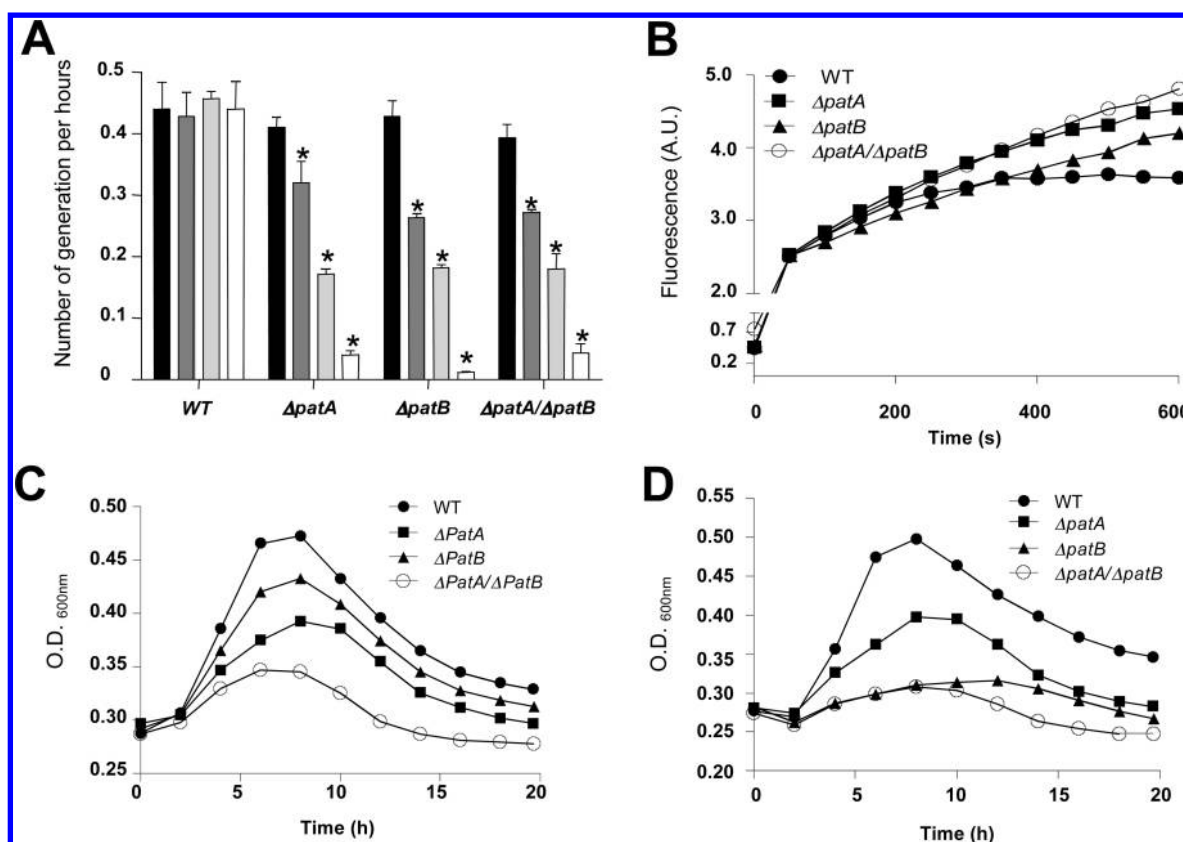 A
Number of generation per hours
0.5
0.4
0.3
0.2
0.1
0
*
*
*
*
*
*
*
*
*
WT
ΔpatA
ΔpatB
ΔpatA/ΔpatB
B
Fluorescence (A.U.)
5.0
4.0
3.0
2.0
0.7
0.2
WT
ΔpatA
ΔpatB
ΔpatA/ΔpatB
0 200 400 600
Time (s)
C
O.D. 600nm
0.50
0.45
0.40
0.35
0.30
0.25
WT
ΔPatA
ΔPatB
ΔPatA/ΔPatB
0 5 10 15 20
Time (h)
D
O.D. 600nm
0.55
0.50
0.45
0.40
0.35
0.30
0.25
0.20
WT
ΔpatA
ΔpatB
ΔpatA/ΔpatB
0 5 10 15 20
Time (h)